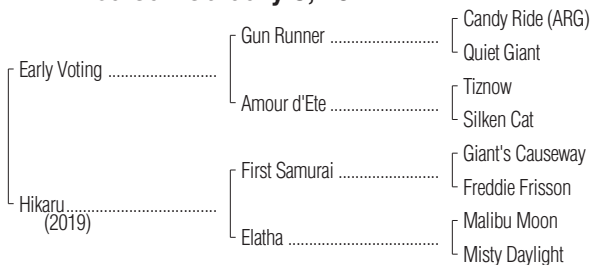 Candy Ride (ARG)
Gun Runner
Quiet Giant
Early Voting
Tiznow
Amour d'Ete
Silken Cat
Giant's Causeway
First Samurai
Freddie Frisson
Hikaru
(2019)
Malibu Moon
Elatha
Misty Daylight